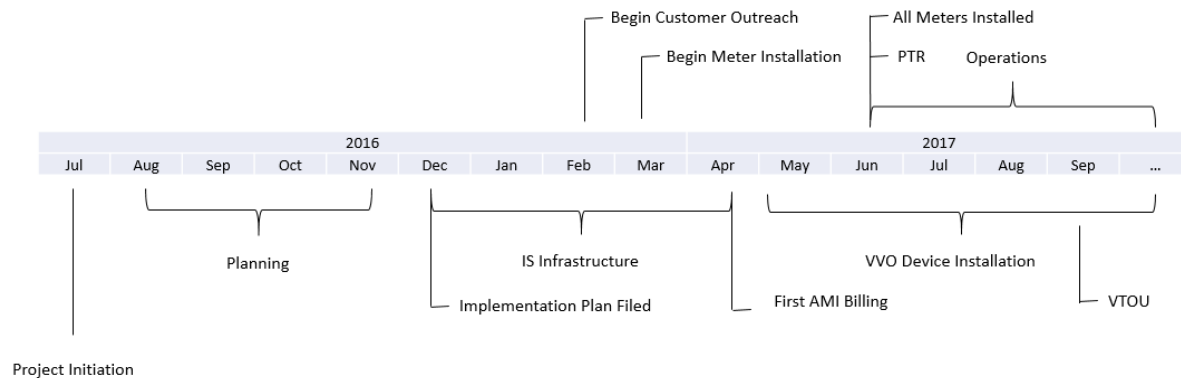 Begin Customer Outreach
All Meters Installed
Begin Meter Installation
PTR
Operations
2016 2017
Jul Aug Sep Oct Nov Dec Jan Feb Mar Apr May Jun Jul Aug Sep ...
Planning
IS Infrastructure
VVO Device Installation
Implementation Plan Filed
First AMI Billing
VTOU
Project Initiation